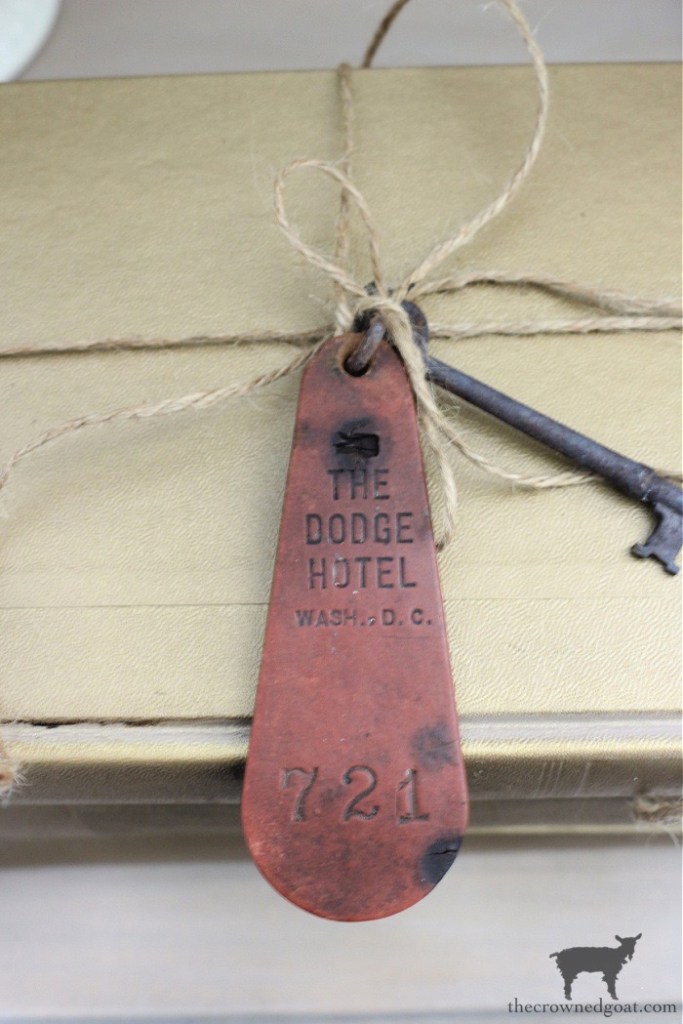 THE
DODGE
HOTEL
WASH., D. C.
721
thecrownedgoat.com